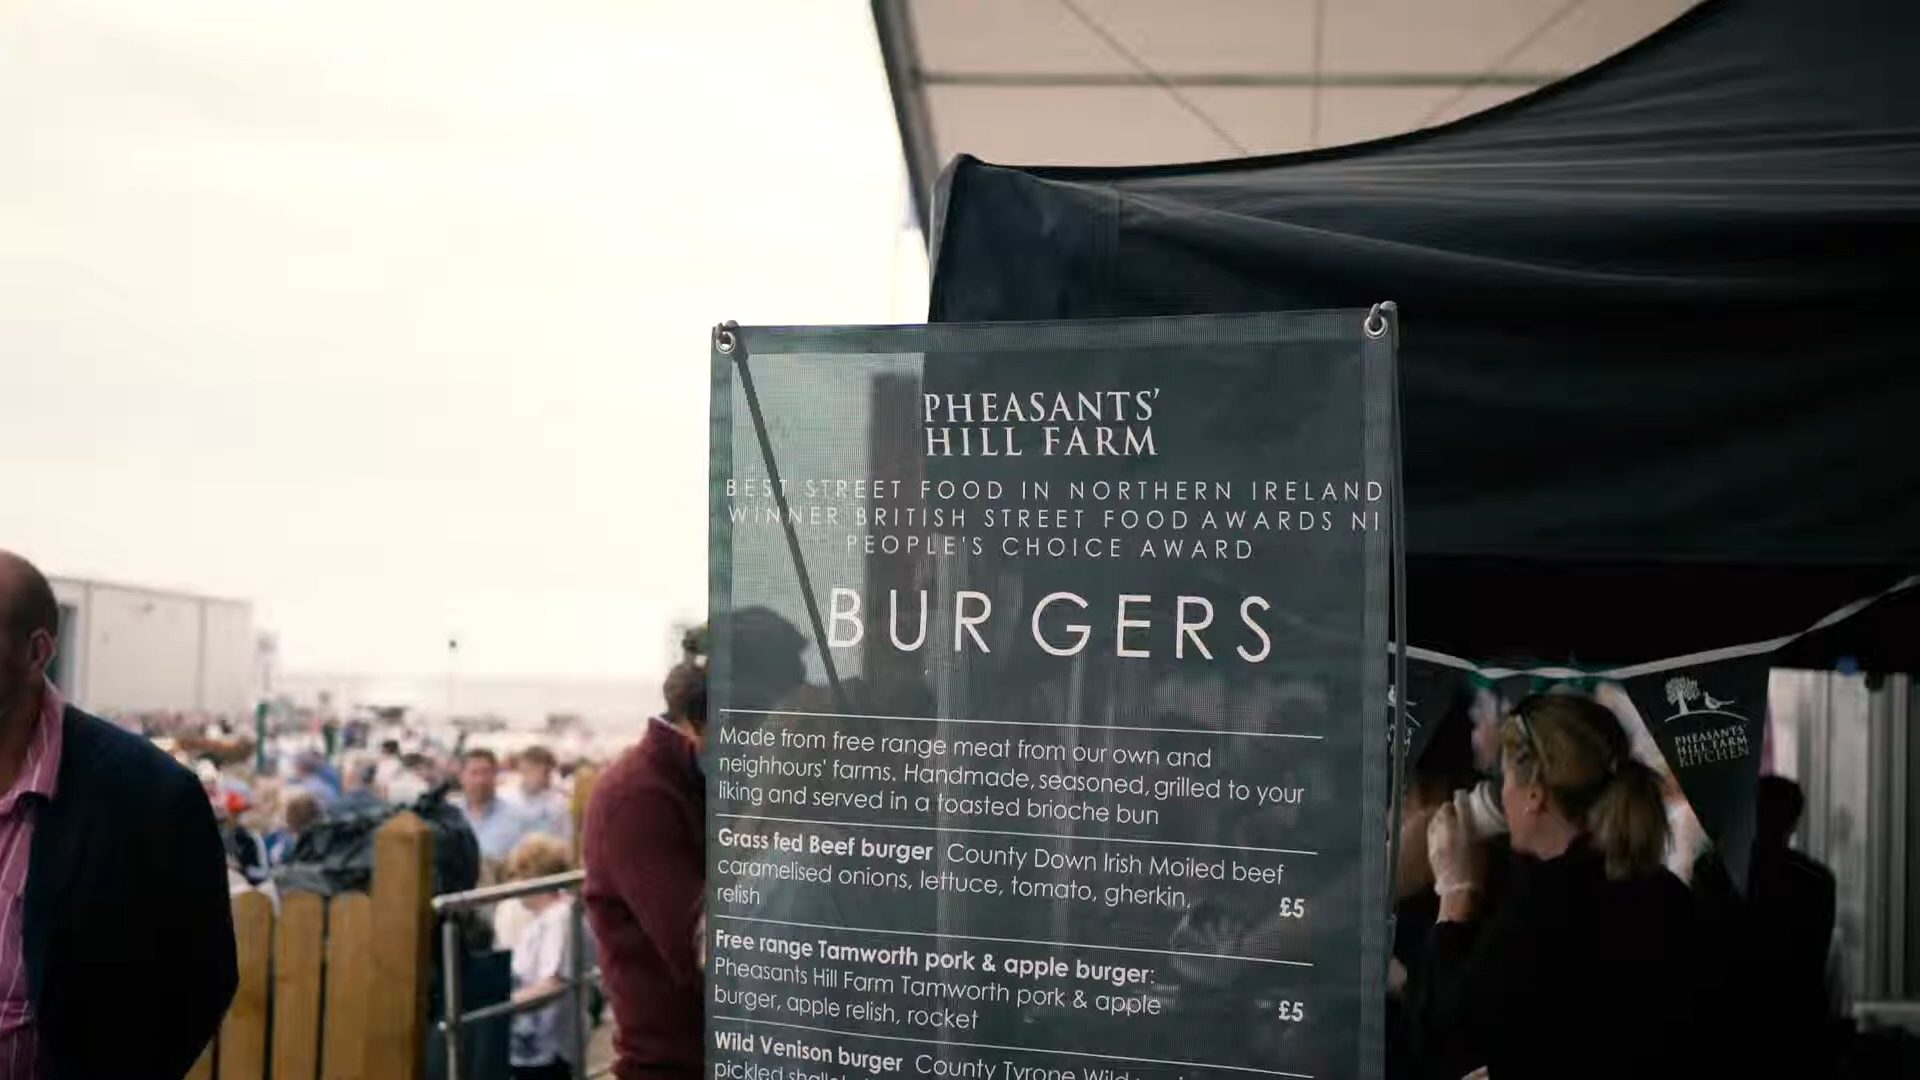 PHEASANTS'
HILL FARM
BEST STREET FOOD IN NORTHERN IRELAND
WINNER BRITISH STREET FOOD AWARDS NI
PEOPLE'S CHOICE AWARD
BURGERS
Made from free range meat from our own and
neighbours' farms. Handmade, seasoned, grilled to your
liking and served in a toasted brioche bun
Grass fed Beef burger County Down Irish Moiled beef
caramelised onions, lettuce, tomato, gherkin,
relish £5
Free range Tamworth pork & apple burger:
Pheasants Hill Farm Tamworth pork & apple
burger, apple relish, rocket £5
Wild Venison burger County Tyrone Wild
pickled
PHEASANTS'
HILL FARM
KITCHEN